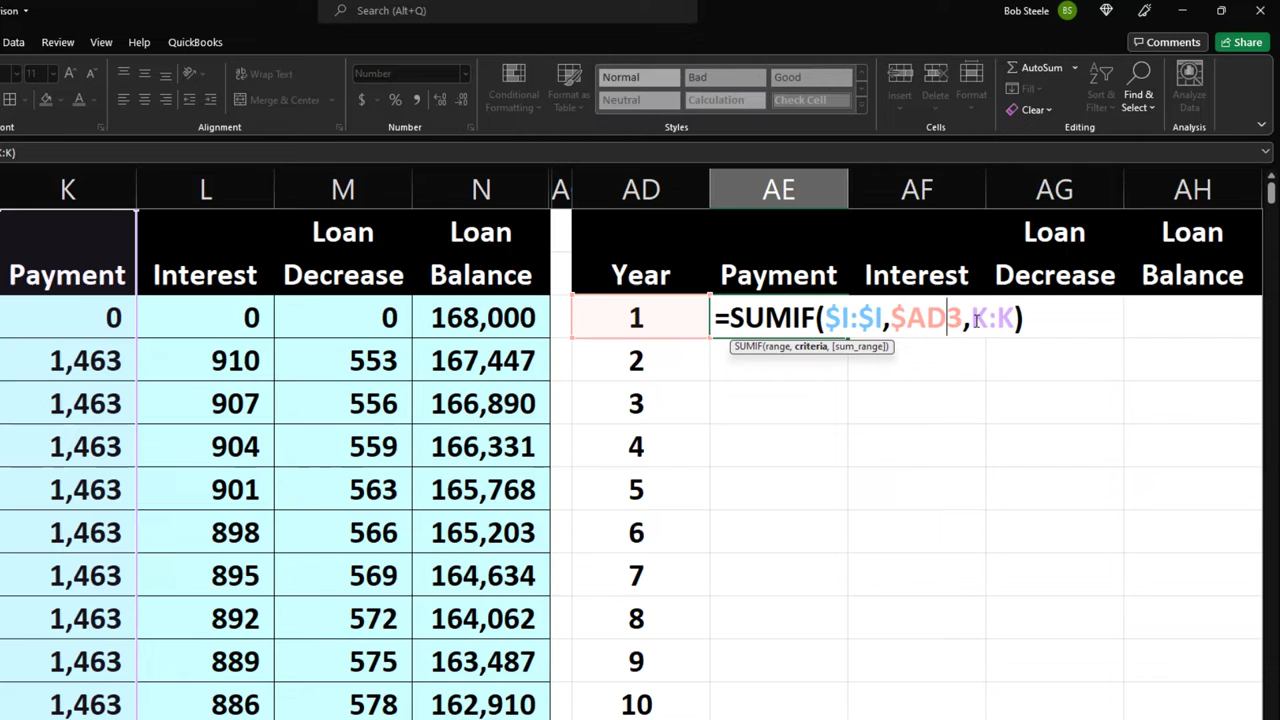 ison
Search (Alt+Q)
Bob Steele
BS
Data Review View Help QuickBooks
Comments
Share
11
Wrap Text
Merge & Center
Number
Conditional Formatting
Format as Table
Normal Bad Good
Neutral Calculation Check Cell
Insert Delete Format
AutoSum
Fill
Clear
Sort & Filter
Find & Select
Analyze Data
ont
Alignment
Number
Styles
Cells
Editing
Analysis
K:K)
K L M N A AD AE AF AG AH
Payment Interest Loan Decrease Loan Balance Year Payment Interest Loan Decrease Loan Balance
0 0 0 168,000 1 =SUMIF($I:$I,$AD3,K:K)
SUMIF(range, criteria, [sum_range])
1,463 910 553 167,447 2
1,463 907 556 166,890 3
1,463 904 559 166,331 4
1,463 901 563 165,768 5
1,463 898 566 165,203 6
1,463 895 569 164,634 7
1,463 892 572 164,062 8
1,463 889 575 163,487 9
1,463 886 578 162,910 10